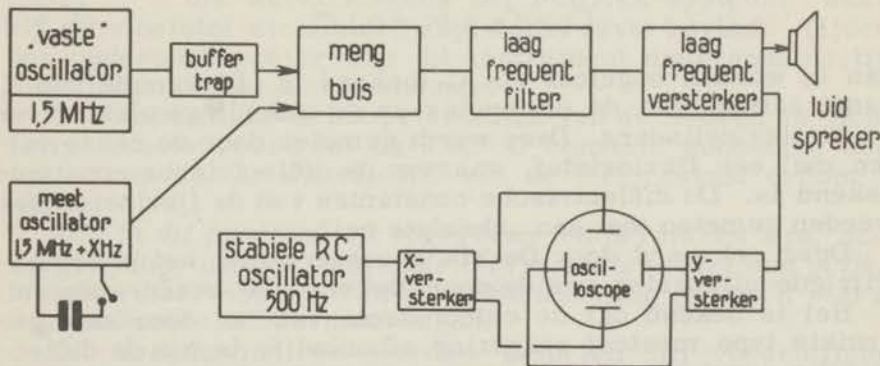 „vaste"
oscillator
1,5 MHz
buffer
trap
meng
buis
laag
frequent
filter
laag
frequent
versterker
luid
spreker
meet
oscillator
1,5 MHz + XHz
stabiele RC
oscillator
500 Hz
x-
ver-
sterker
oscil-
loscope
y-
ver-
sterker